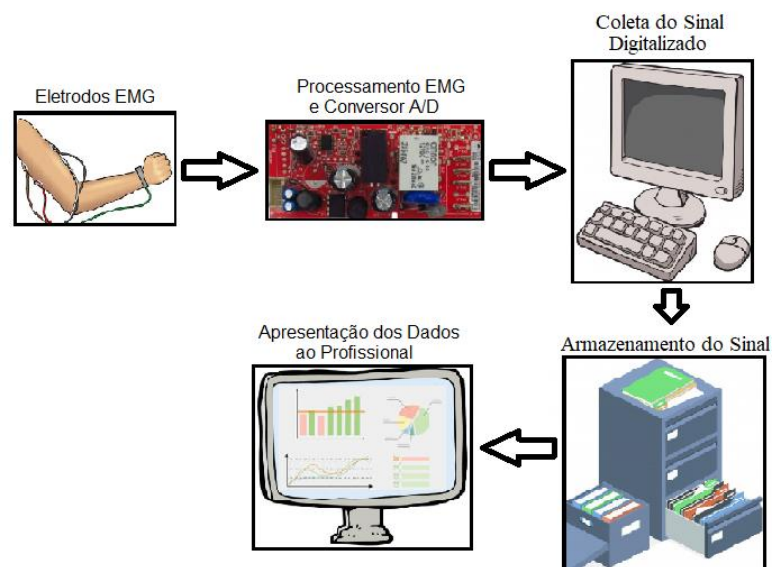 Eletrodos EMG
Processamento EMG
e Conversor A/D
Coleta do Sinal
Digitalizado
Armazenamento do Sinal
Apresentação dos Dados
ao Profissional